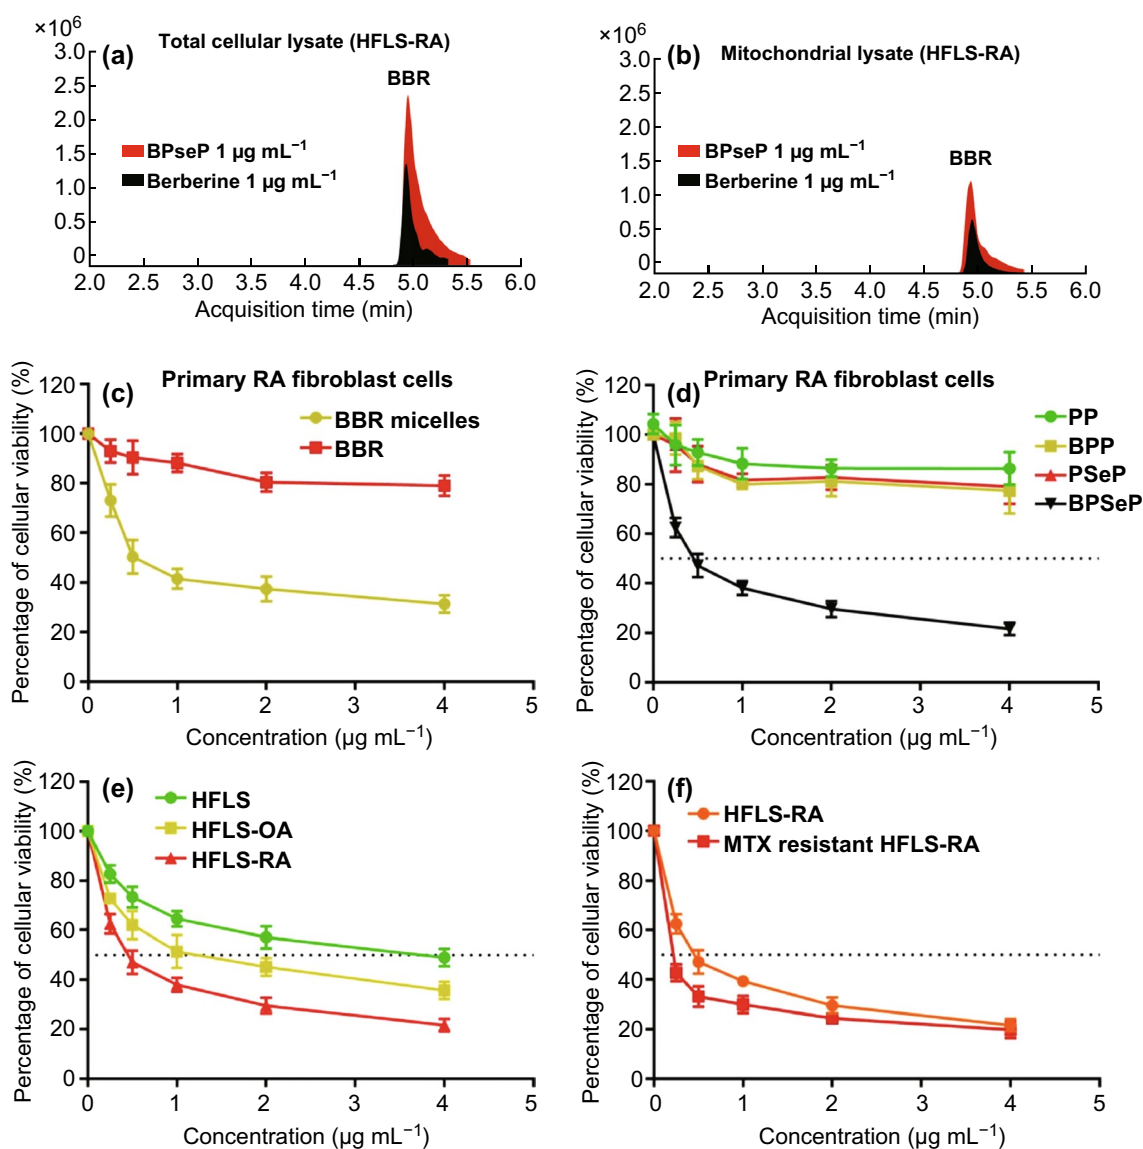 ×10⁶
(a) Total cellular lysate (HFLS-RA)
3.0
2.5
2.0
1.5
1.0
0.5
0
BBR
BPseP 1 µg mL⁻¹
Berberine 1 µg mL⁻¹
2.0 2.5 3.0 3.5 4.0 4.5 5.0 5.5 6.0
Acquisition time (min)
×10⁶
(b) Mitochondrial lysate (HFLS-RA)
3.0
2.5
2.0
1.5
1.0
0.5
0
BBR
BPseP 1 µg mL⁻¹
Berberine 1 µg mL⁻¹
2.0 2.5 3.0 3.5 4.0 4.5 5.0 5.5 6.0
Acquisition time (min)
(c) Primary RA fibroblast cells
Percentage of cellular viability (%)
120
100
80
60
40
20
0
BBR micelles
BBR
0 1 2 3 4 5
Concentration (µg mL⁻¹)
(d) Primary RA fibroblast cells
Percentage of cellular viability (%)
120
100
80
60
40
20
0
PP
BPP
PSeP
BPSeP
0 1 2 3 4 5
Concentration (µg mL⁻¹)
(e)
Percentage of cellular viability (%)
120
100
80
60
40
20
0
HFLS
HFLS-OA
HFLS-RA
0 1 2 3 4 5
Concentration (µg mL⁻¹)
(f)
Percentage of cellular viability (%)
120
100
80
60
40
20
0
HFLS-RA
MTX resistant HFLS-RA
0 1 2 3 4 5
Concentration (µg mL⁻¹)